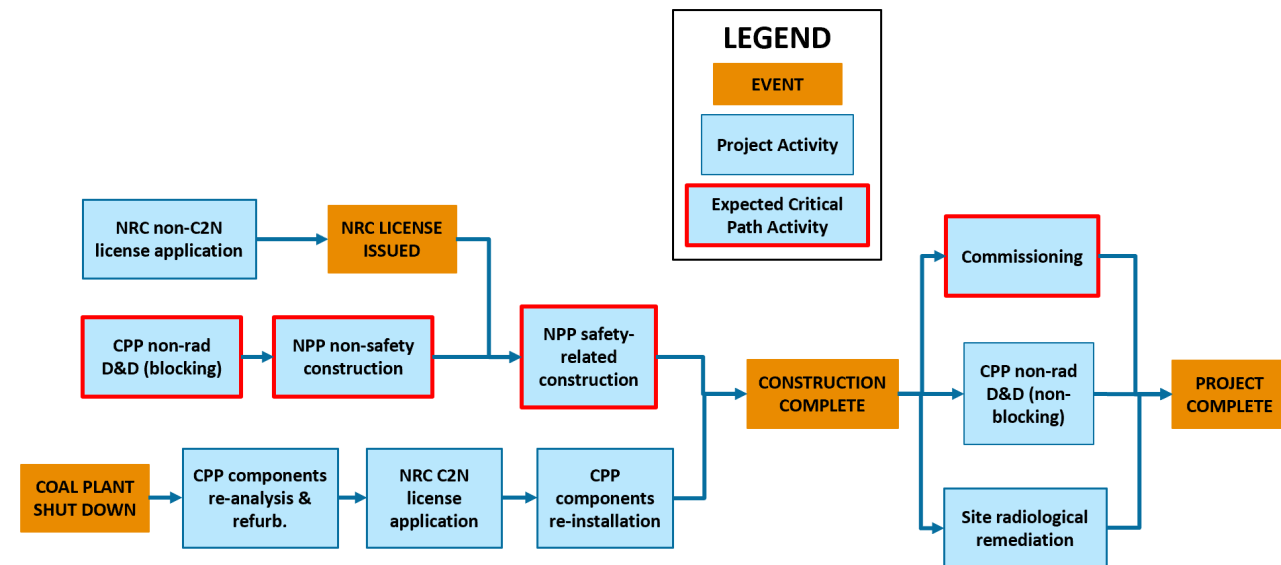 LEGEND
EVENT
Project Activity
Expected Critical
Path Activity
NRC non-C2N
license application
NRC LICENSE
ISSUED
CPP non-rad
D&D (blocking)
NPP non-safety
construction
NPP safety-
related
construction
COAL PLANT
SHUT DOWN
CPP components
re-analysis &
refurb.
NRC C2N
license
application
CPP
components
re-installation
CONSTRUCTION
COMPLETE
Commissioning
CPP non-rad
D&D (non-
blocking)
Site radiological
remediation
PROJECT
COMPLETE